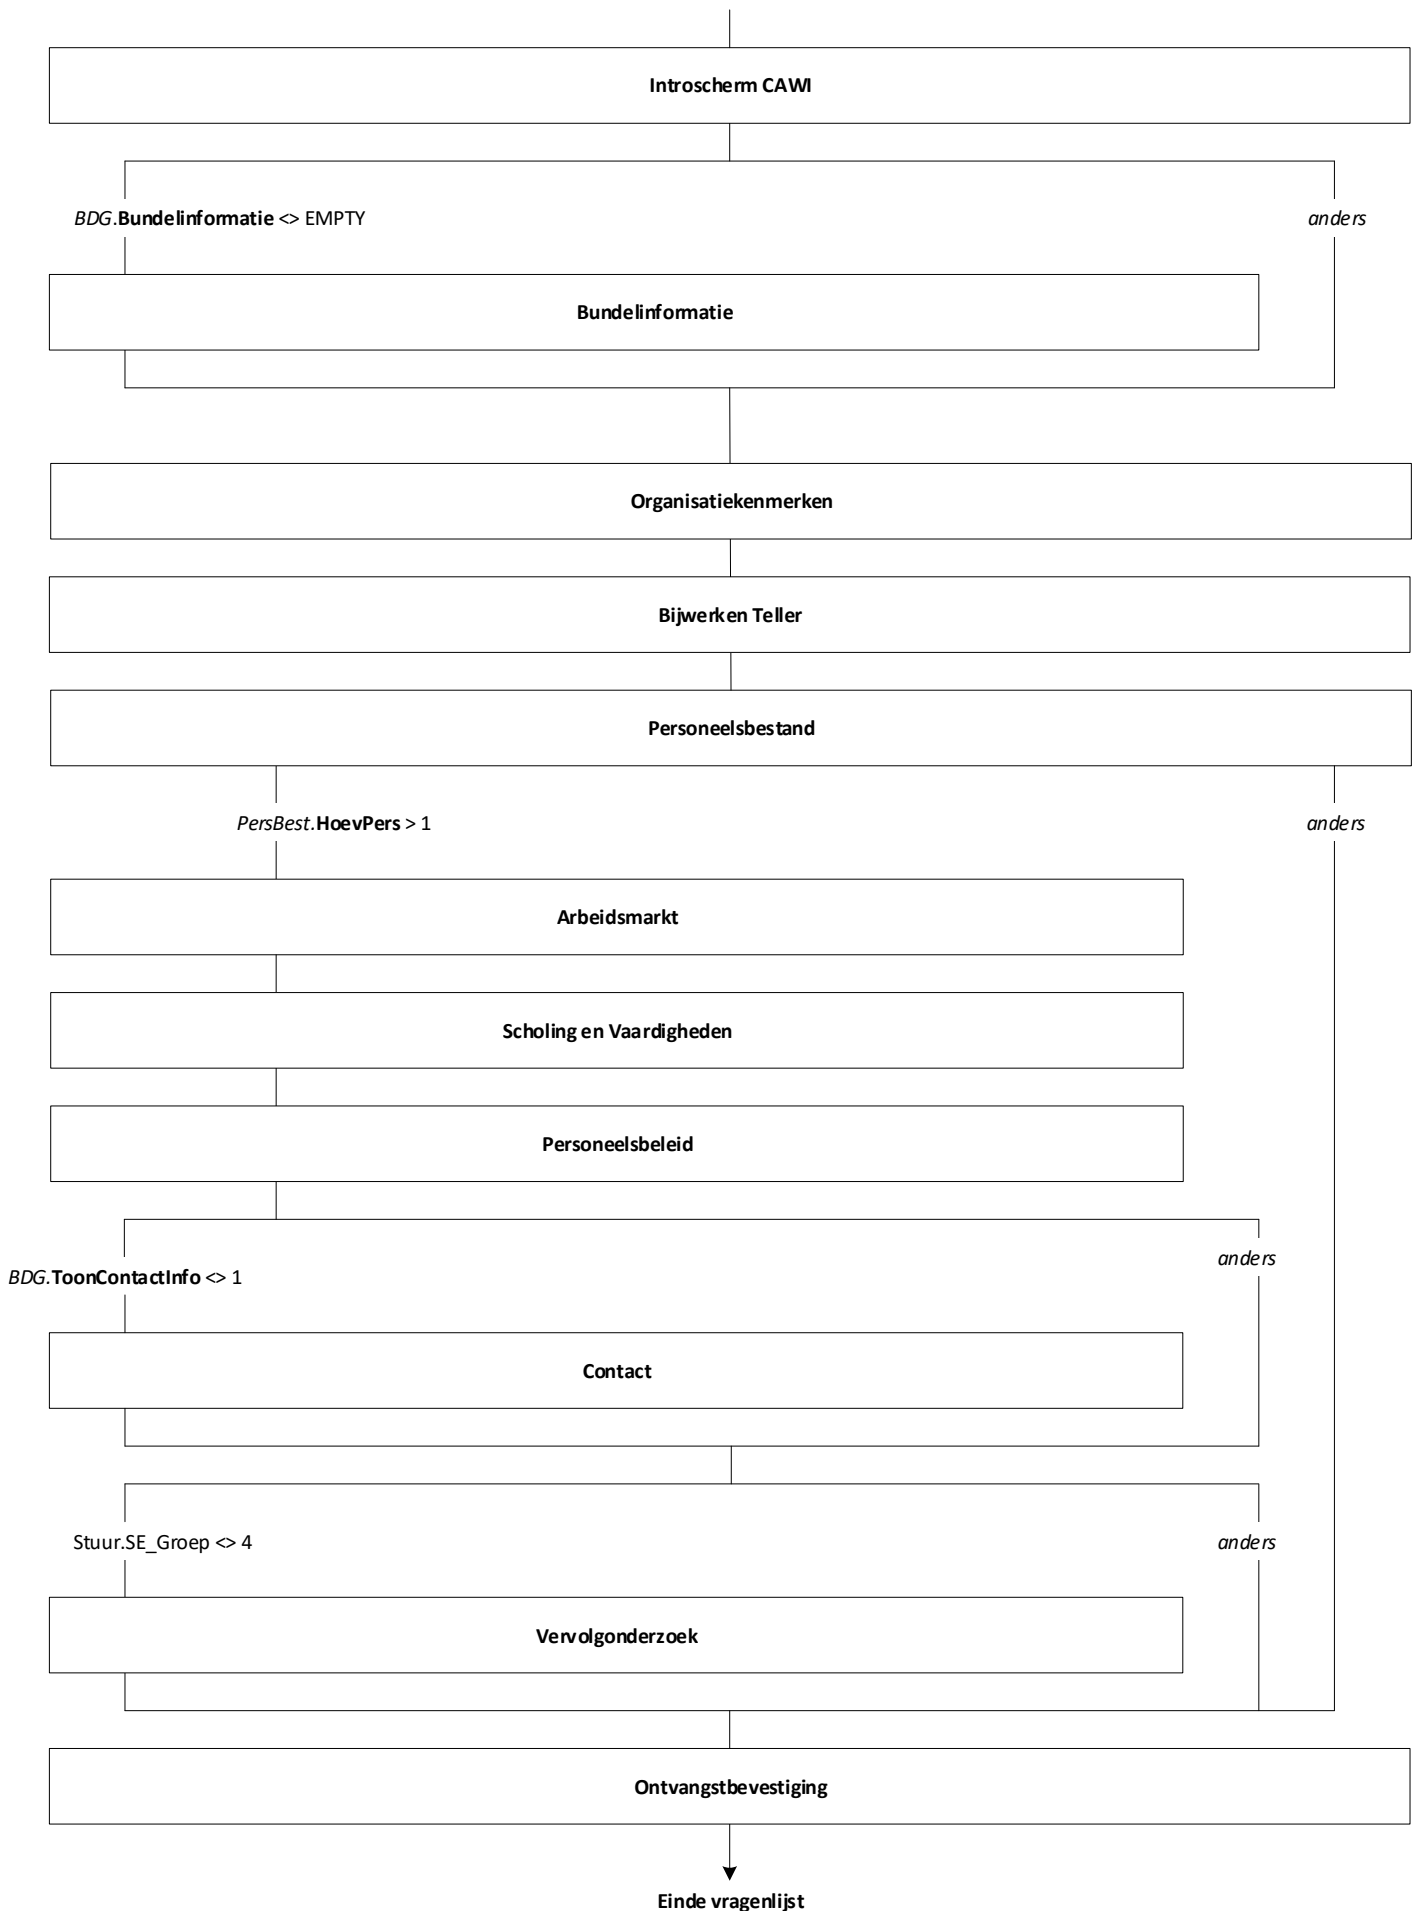 Introscherm CAWI
BDG.Bundelinformatie <> EMPTY
anders
Bundelinformatie
Organisatiekenmerken
Bijwerken Teller
Personeelsbestand
PersBest.HoevPers > 1
anders
Arbeidsmarkt
Scholing en Vaardigheden
Personeelsbeleid
anders
BDG.ToonContactInfo <> 1
Contact
Stuur.SE_Groep <> 4
anders
Vervolgonderzoek
Ontvangstbevestiging
Einde vragenlijst